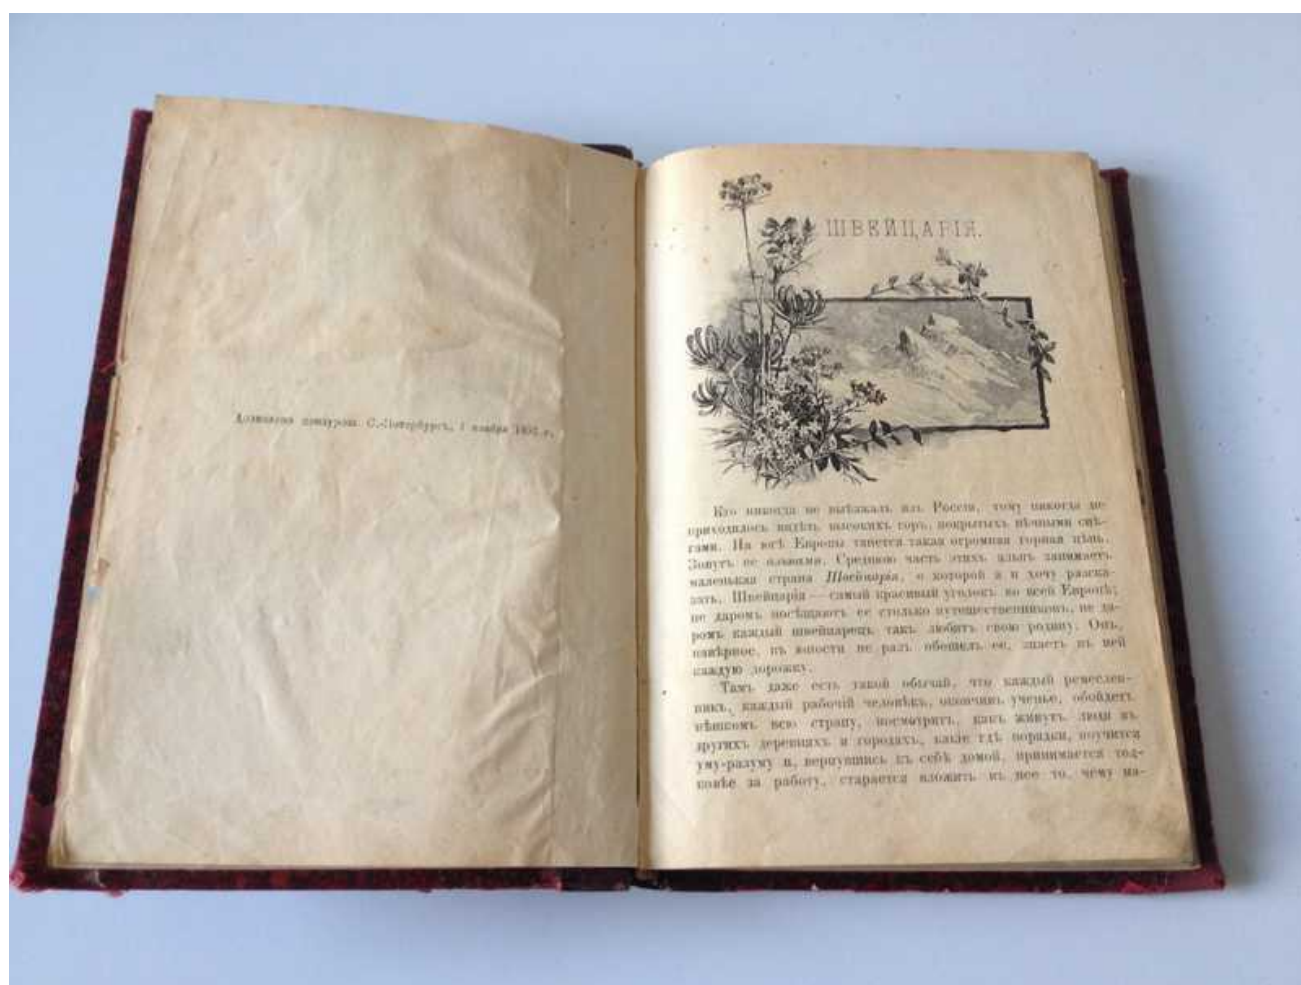 Дозволено цензурою. С.-Петербургъ, 1 ноября
ШВЕЙЦАРІЯ.
Кто никогда не выѣзжалъ изъ Россіи, тому никогда не
приходилось видѣть высокихъ горъ, покрытыхъ вѣчными снѣ-
гами. На югѣ Европы тянется такая огромная горная цѣпь.
Зовутъ ее альпами. Среднюю часть этихъ альпъ занимаетъ
маленькая страна Швейцарія, о которой я и хочу разска-
зать. Швейцарія — самый красивый уголокъ во всей Европѣ;
не даромъ посѣщаютъ ее столько путешественниковъ, не да-
ромъ каждый швейцарецъ такъ любитъ свою родину. Онъ,
навѣрное, въ юности не разъ обошелъ ее, знаетъ въ ней
каждую дорожку.
Тамъ даже есть такой обычай, что каждый ремеслен-
никъ, каждый рабочій человѣкъ, окончивъ ученье, обойдетъ
пѣшкомъ всю страну, посмотритъ, какъ живутъ люди въ
другихъ деревняхъ и городахъ, какіе гдѣ порядки, поучится
уму-разуму и, вернувшись къ себѣ домой, принимается тол-
ковѣе за работу, старается вложить въ нее то, чему на-